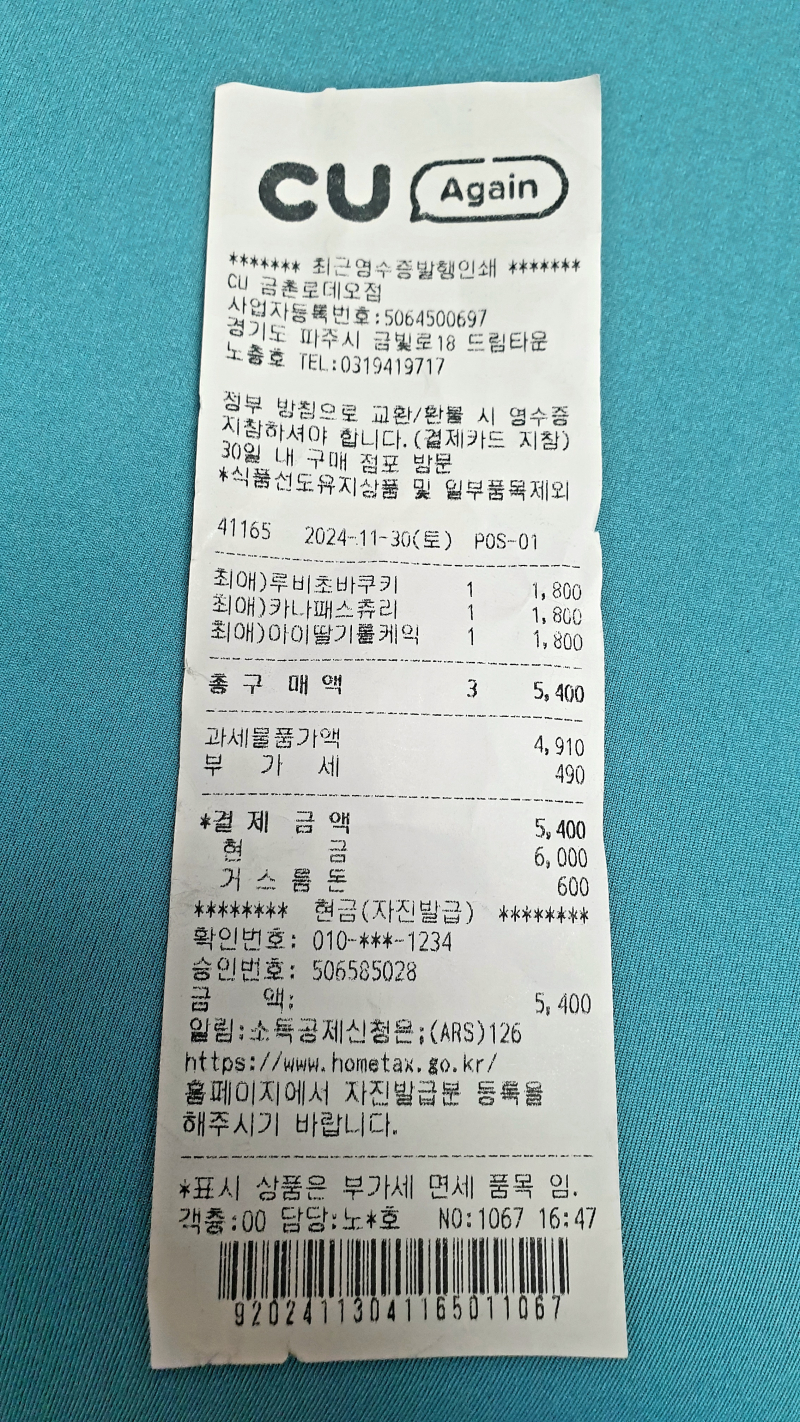 CU Again
******* 최근영수증발행인쇄 *******
CU 금촌로데오점
사업자등록번호:5064500697
경기도 파주시 금빛로18 드림타운
노충호 TEL:0319419717
정부 방침으로 교환/환불 시 영수증
지참하셔야 합니다.(결제카드 지참)
30일 내 구매 점포 방문
*식품선도유지상품 및 일부품목제외
41165 2024-11-30(토) POS-01
최애)루비초바쿠키 1 1,800
최애)카나패스츄리 1 1,800
최애)아이딸기롤케익 1 1,800
총 구 매 액 3 5,400
과세물품가액 4,910
부 가 세 490
*결 제 금 액 5,400
현 금 6,000
거 스 름 돈 600
******** 현금(자진발급) ********
확인번호: 010-***-1234
승인번호: 506585028
금 액: 5,400
알림:소득공제신청은;(ARS)126
https://www.hometax.go.kr/
홈페이지에서 자진발급분 등록을
해주시기 바랍니다.
*표시 상품은 부가세 면세 품목 임.
객층:00 담당:노*호 NO:1067 16:47
92024113041165011067